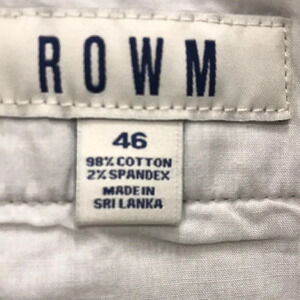 ROWM
46
98% COTTON
2% SPANDEX
MADE IN
SRI LANKA